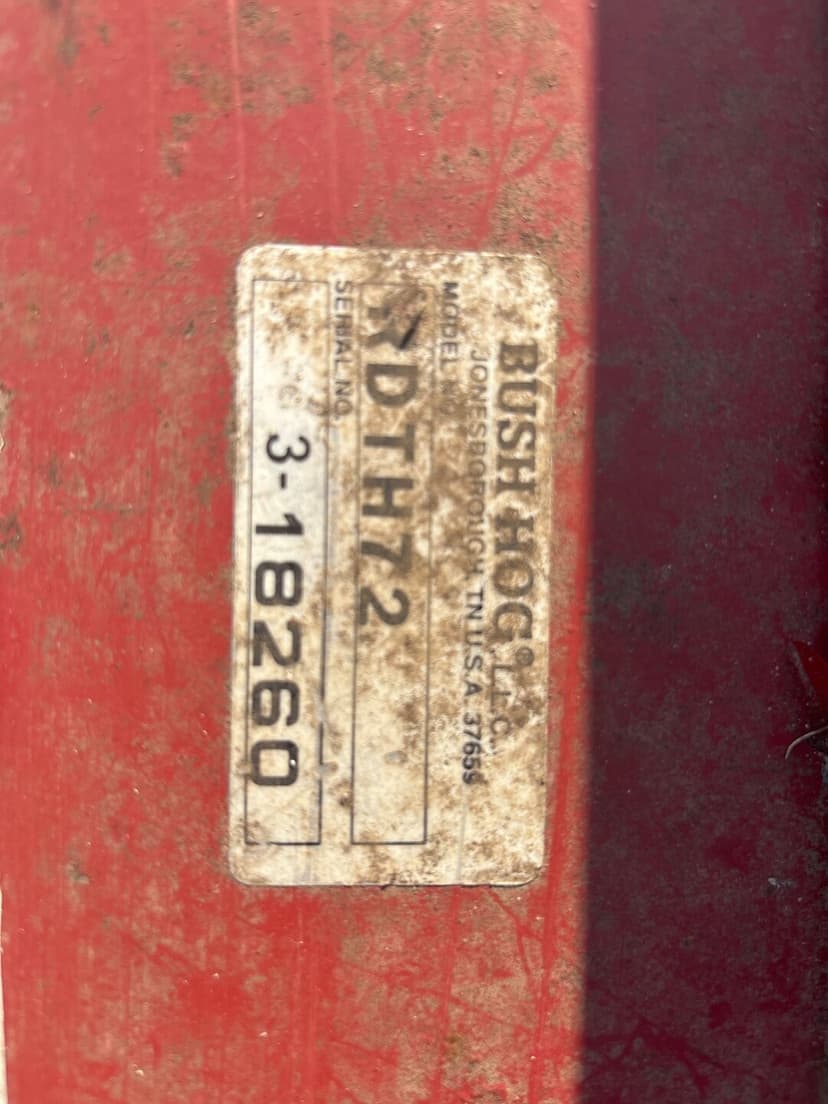 BUSH HOG® L.L.C.
JONESBOROUGH, TN U.S.A. 37659
MODEL NO.
RDTH72
SERIAL NO.
3-18260